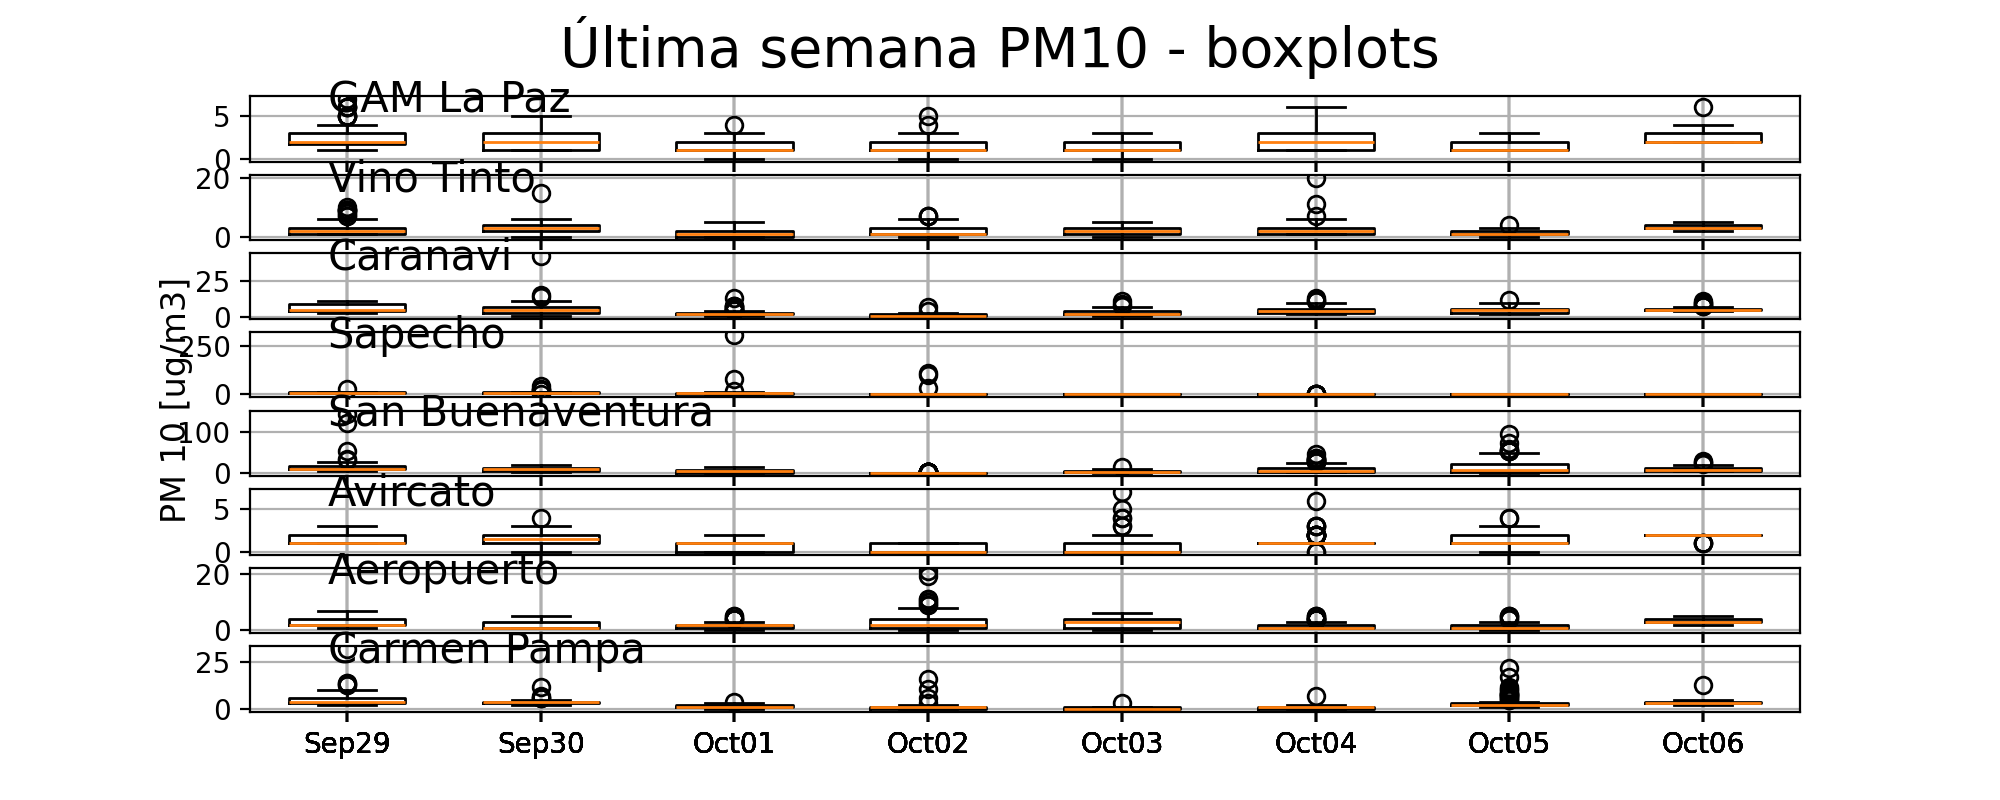 Última semana PM10 - boxplots
GAM La Paz
5
0
Vino Tinto
20
0
Caranavi
25
0
Sapecho
250
0
San Buenaventura
100
0
Avircato
5
0
Aeropuerto
20
0
Carmen Pampa
25
0
PM 10 [ug/m3]
Sep29 Sep30 Oct01 Oct02 Oct03 Oct04 Oct05 Oct06